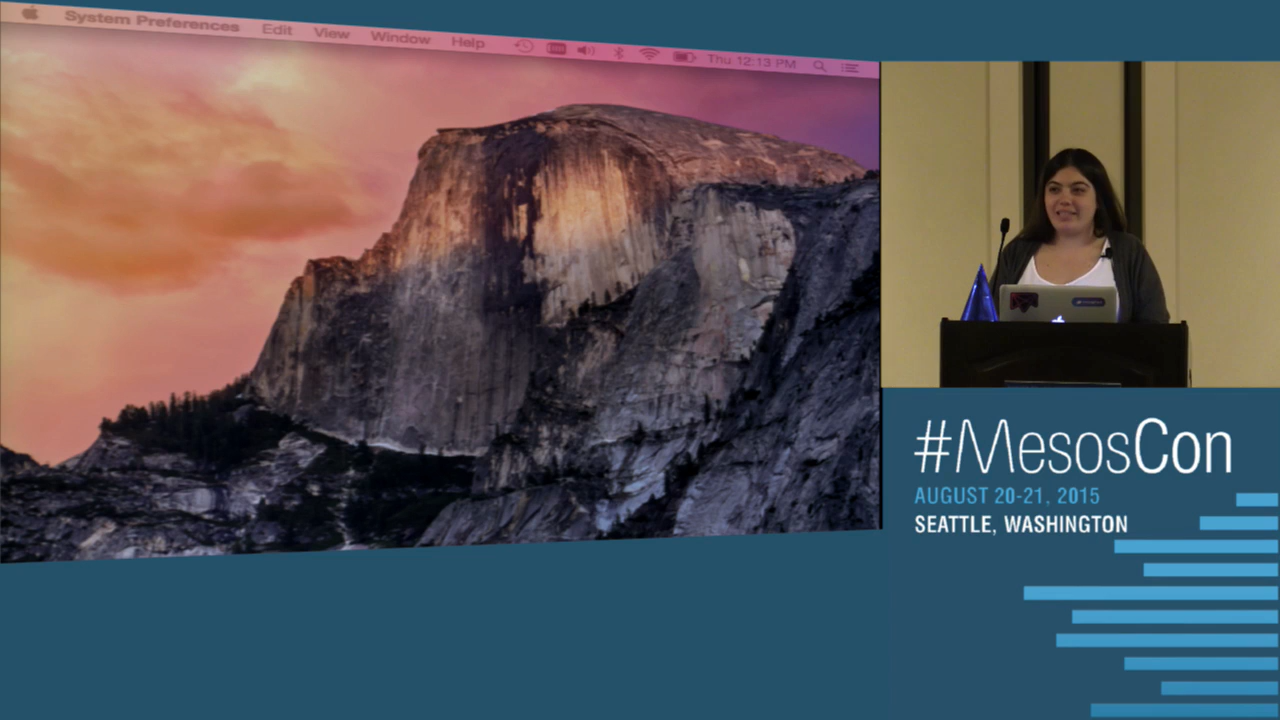 System Preferences Edit View Window Help Thu 12:13 PM
#MesosCon
AUGUST 20-21, 2015
SEATTLE, WASHINGTON